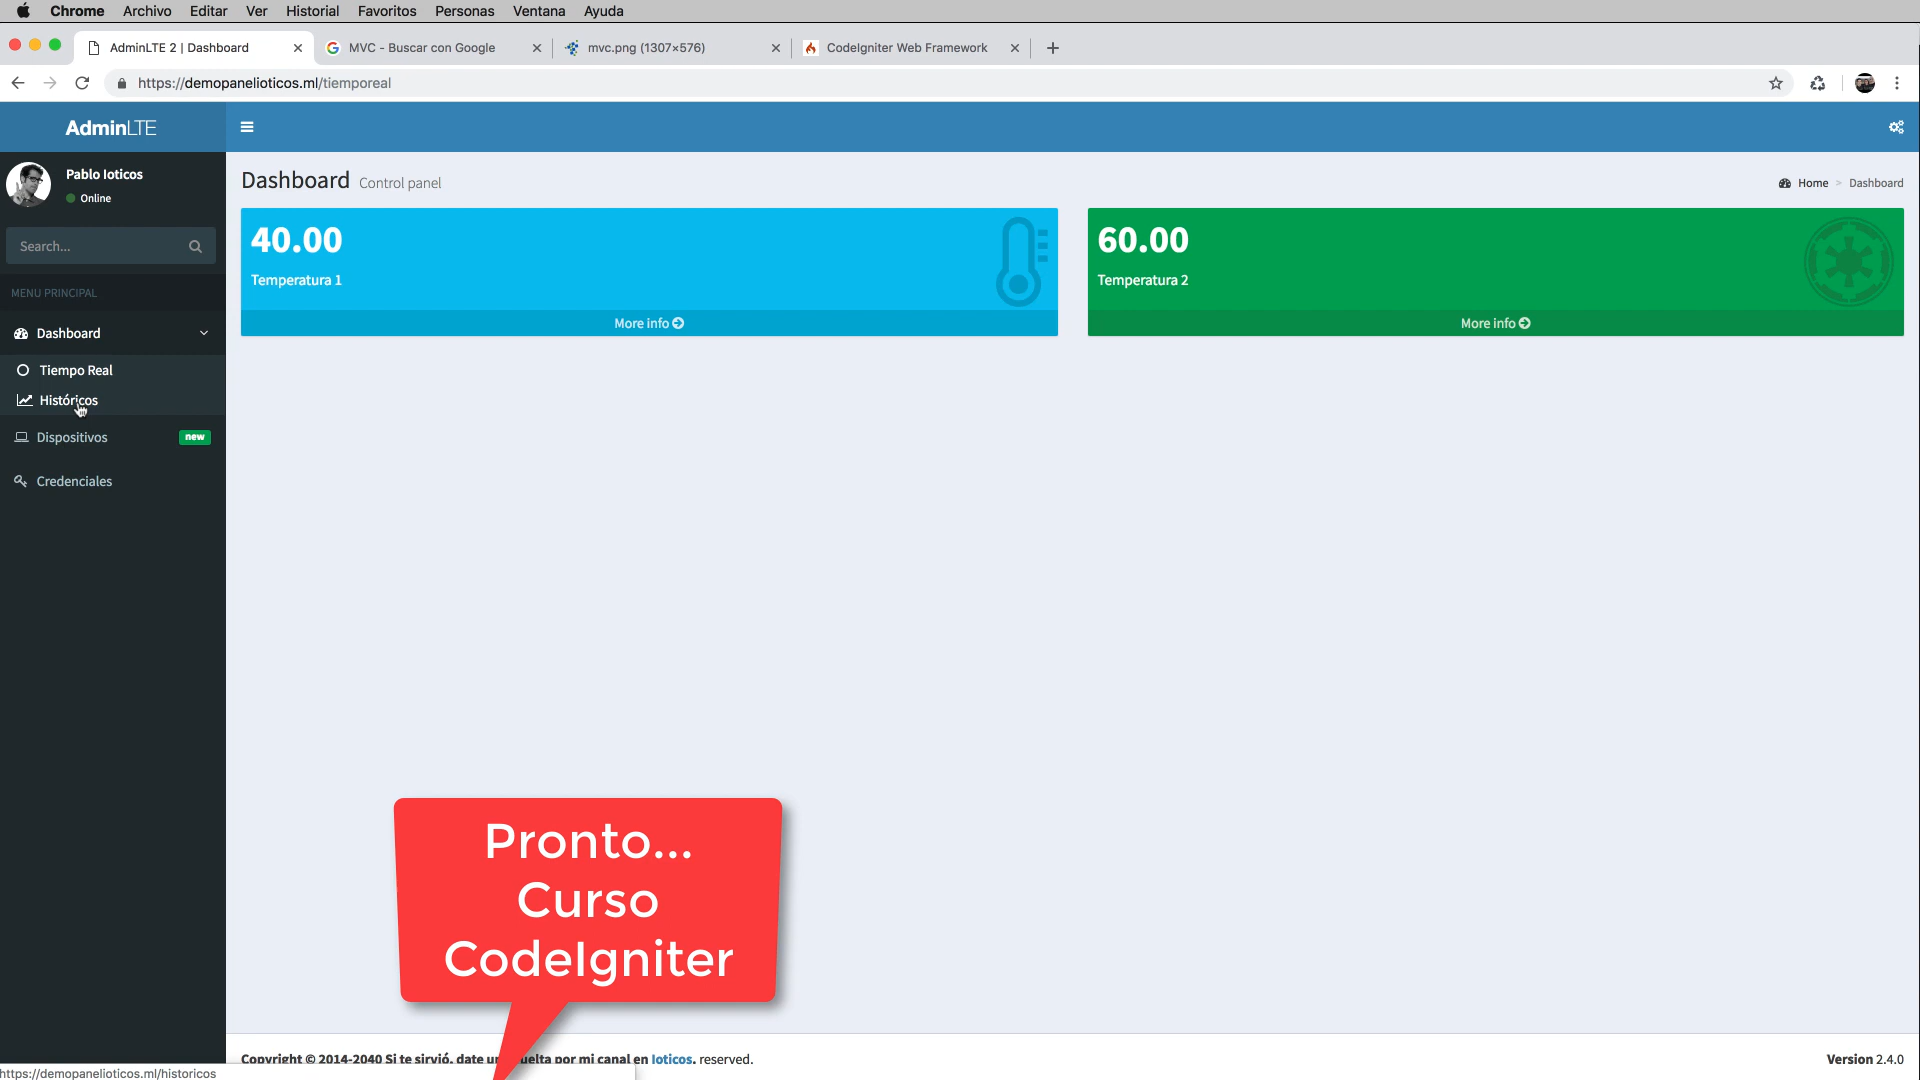 Chrome Archivo Editar Ver Historial Favoritos Personas Ventana Ayuda
AdminLTE 2 | Dashboard
MVC - Buscar con Google
mvc.png (1307×576)
CodeIgniter Web Framework
https://demopanelioticos.ml/tiemporeal
AdminLTE
Pablo Ioticos
Online
Search...
MENU PRINCIPAL
Dashboard
Tiempo Real
Históricos
Dispositivos
new
Credenciales
Dashboard Control panel
Home > Dashboard
40.00
Temperatura 1
More info
60.00
Temperatura 2
More info
Pronto...
Curso
CodeIgniter
Copyright © 2014-2040 Si te sirvió, date por mi canal en Ioticos. reserved.
Version 2.4.0
https://demopanelioticos.ml/historicos